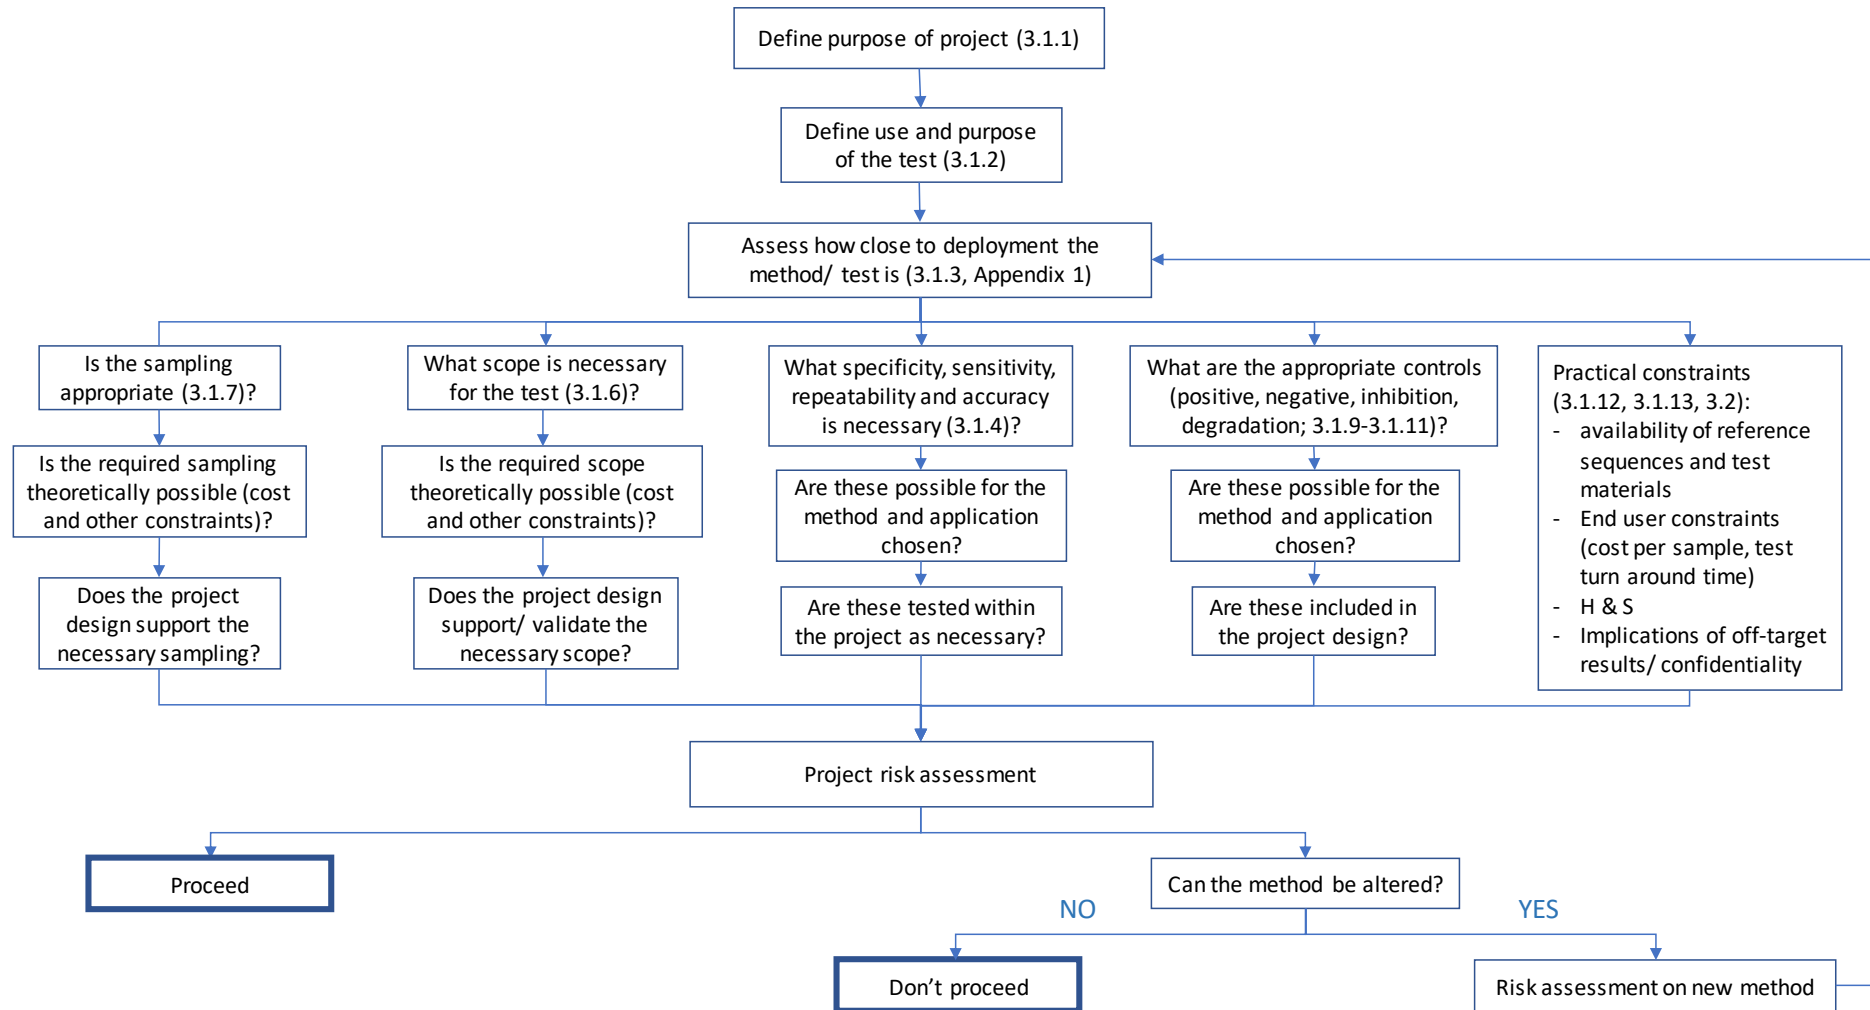 Define purpose of project (3.1.1)
Define use and purpose
of the test (3.1.2)
Assess how close to deployment the
method/ test is (3.1.3, Appendix 1)
Is the sampling
appropriate (3.1.7)?
What scope is necessary
for the test (3.1.6)?
What specificity, sensitivity,
repeatability and accuracy
is necessary (3.1.4)?
What are the appropriate controls
(positive, negative, inhibition,
degradation; 3.1.9-3.1.11)?
Practical constraints
(3.1.12, 3.1.13, 3.2):
- availability of reference
sequences and test
materials
- End user constraints
(cost per sample, test
turn around time)
- H & S
- Implications of off-target
results/ confidentiality
Is the required sampling
theoretically possible (cost
and other constraints)?
Is the required scope
theoretically possible (cost
and other constraints)?
Are these possible for the
method and application
chosen?
Are these possible for the
method and application
chosen?
Does the project
design support the
necessary sampling?
Does the project design
support/ validate the
necessary scope?
Are these tested within
the project as necessary?
Are these included in
the project design?
Project risk assessment
Proceed
Can the method be altered?
NO
YES
Don’t proceed
Risk assessment on new method